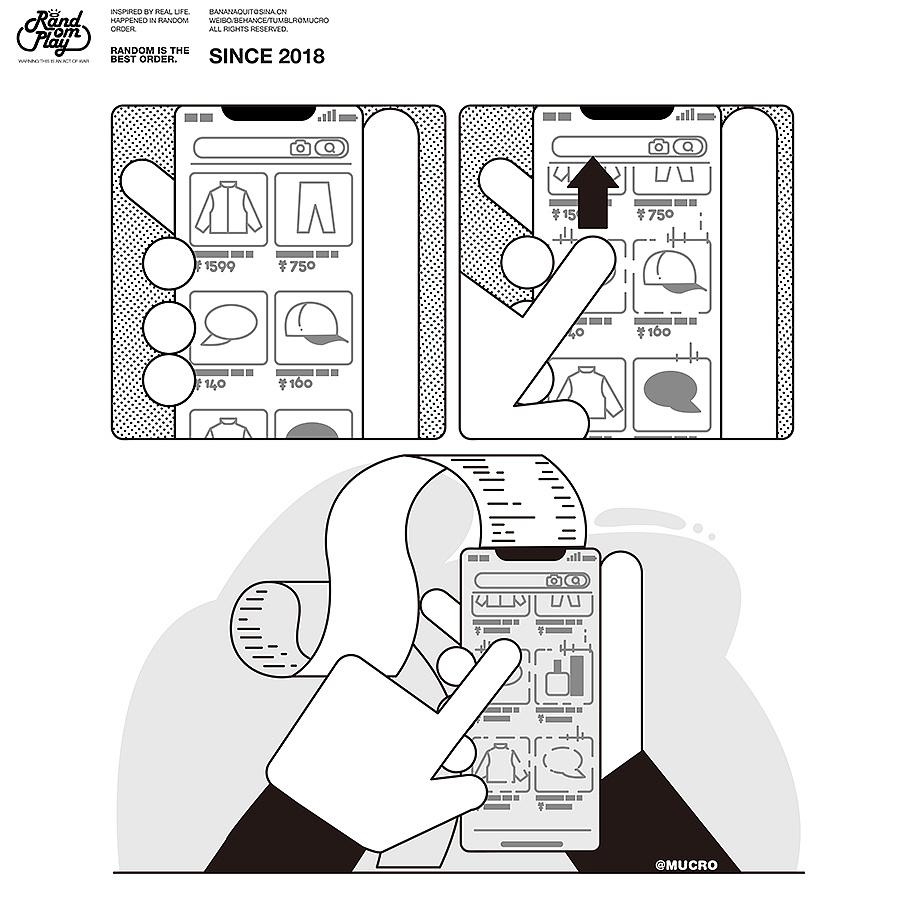 Random
Play
WARNING THIS IS AN ACT OF WAR
INSPIRED BY REAL LIFE.
HAPPENED IN RANDOM
ORDER.
RANDOM IS THE
BEST ORDER.
BANANAQUIT@SINA.CN
WEIBO/BEHANCE/TUMBLR@MUCRO
ALL RIGHTS RESERVED.
SINCE 2018
¥1599 ¥750
¥140 ¥160
¥15 ¥750
40 ¥160
@MUCRO